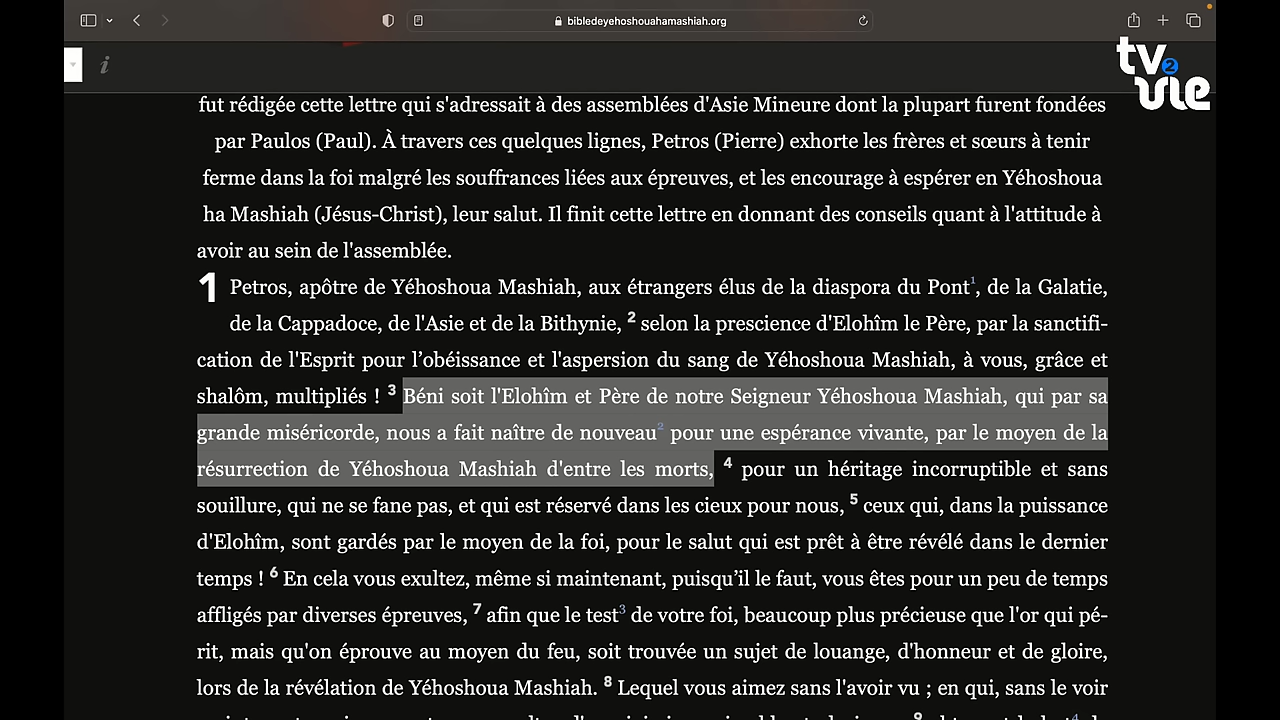 bibledeyehoshouahamashiah.org
i
tv
2
vie
fut rédigée cette lettre qui s'adressait à des assemblées d'Asie Mineure dont la plupart furent fondées
par Paulos (Paul). À travers ces quelques lignes, Petros (Pierre) exhorte les frères et sœurs à tenir
ferme dans la foi malgré les souffrances liées aux épreuves, et les encourage à espérer en Yéhoshoua
ha Mashiah (Jésus-Christ), leur salut. Il finit cette lettre en donnant des conseils quant à l'attitude à
avoir au sein de l'assemblée.
1 Petros, apôtre de Yéhoshoua Mashiah, aux étrangers élus de la diaspora du Pont1, de la Galatie,
de la Cappadoce, de l'Asie et de la Bithynie, 2 selon la prescience d'Elohîm le Père, par la sanctifi-
cation de l'Esprit pour l’obéissance et l'aspersion du sang de Yéhoshoua Mashiah, à vous, grâce et
shalôm, multipliés ! 3 Béni soit l'Elohîm et Père de notre Seigneur Yéhoshoua Mashiah, qui par sa
grande miséricorde, nous a fait naître de nouveau2 pour une espérance vivante, par le moyen de la
résurrection de Yéhoshoua Mashiah d'entre les morts, 4 pour un héritage incorruptible et sans
souillure, qui ne se fane pas, et qui est réservé dans les cieux pour nous, 5 ceux qui, dans la puissance
d'Elohîm, sont gardés par le moyen de la foi, pour le salut qui est prêt à être révélé dans le dernier
temps ! 6 En cela vous exultez, même si maintenant, puisqu’il le faut, vous êtes pour un peu de temps
affligés par diverses épreuves, 7 afin que le test3 de votre foi, beaucoup plus précieuse que l'or qui pé-
rit, mais qu'on éprouve au moyen du feu, soit trouvée un sujet de louange, d'honneur et de gloire,
lors de la révélation de Yéhoshoua Mashiah. 8 Lequel vous aimez sans l'avoir vu ; en qui, sans le voir